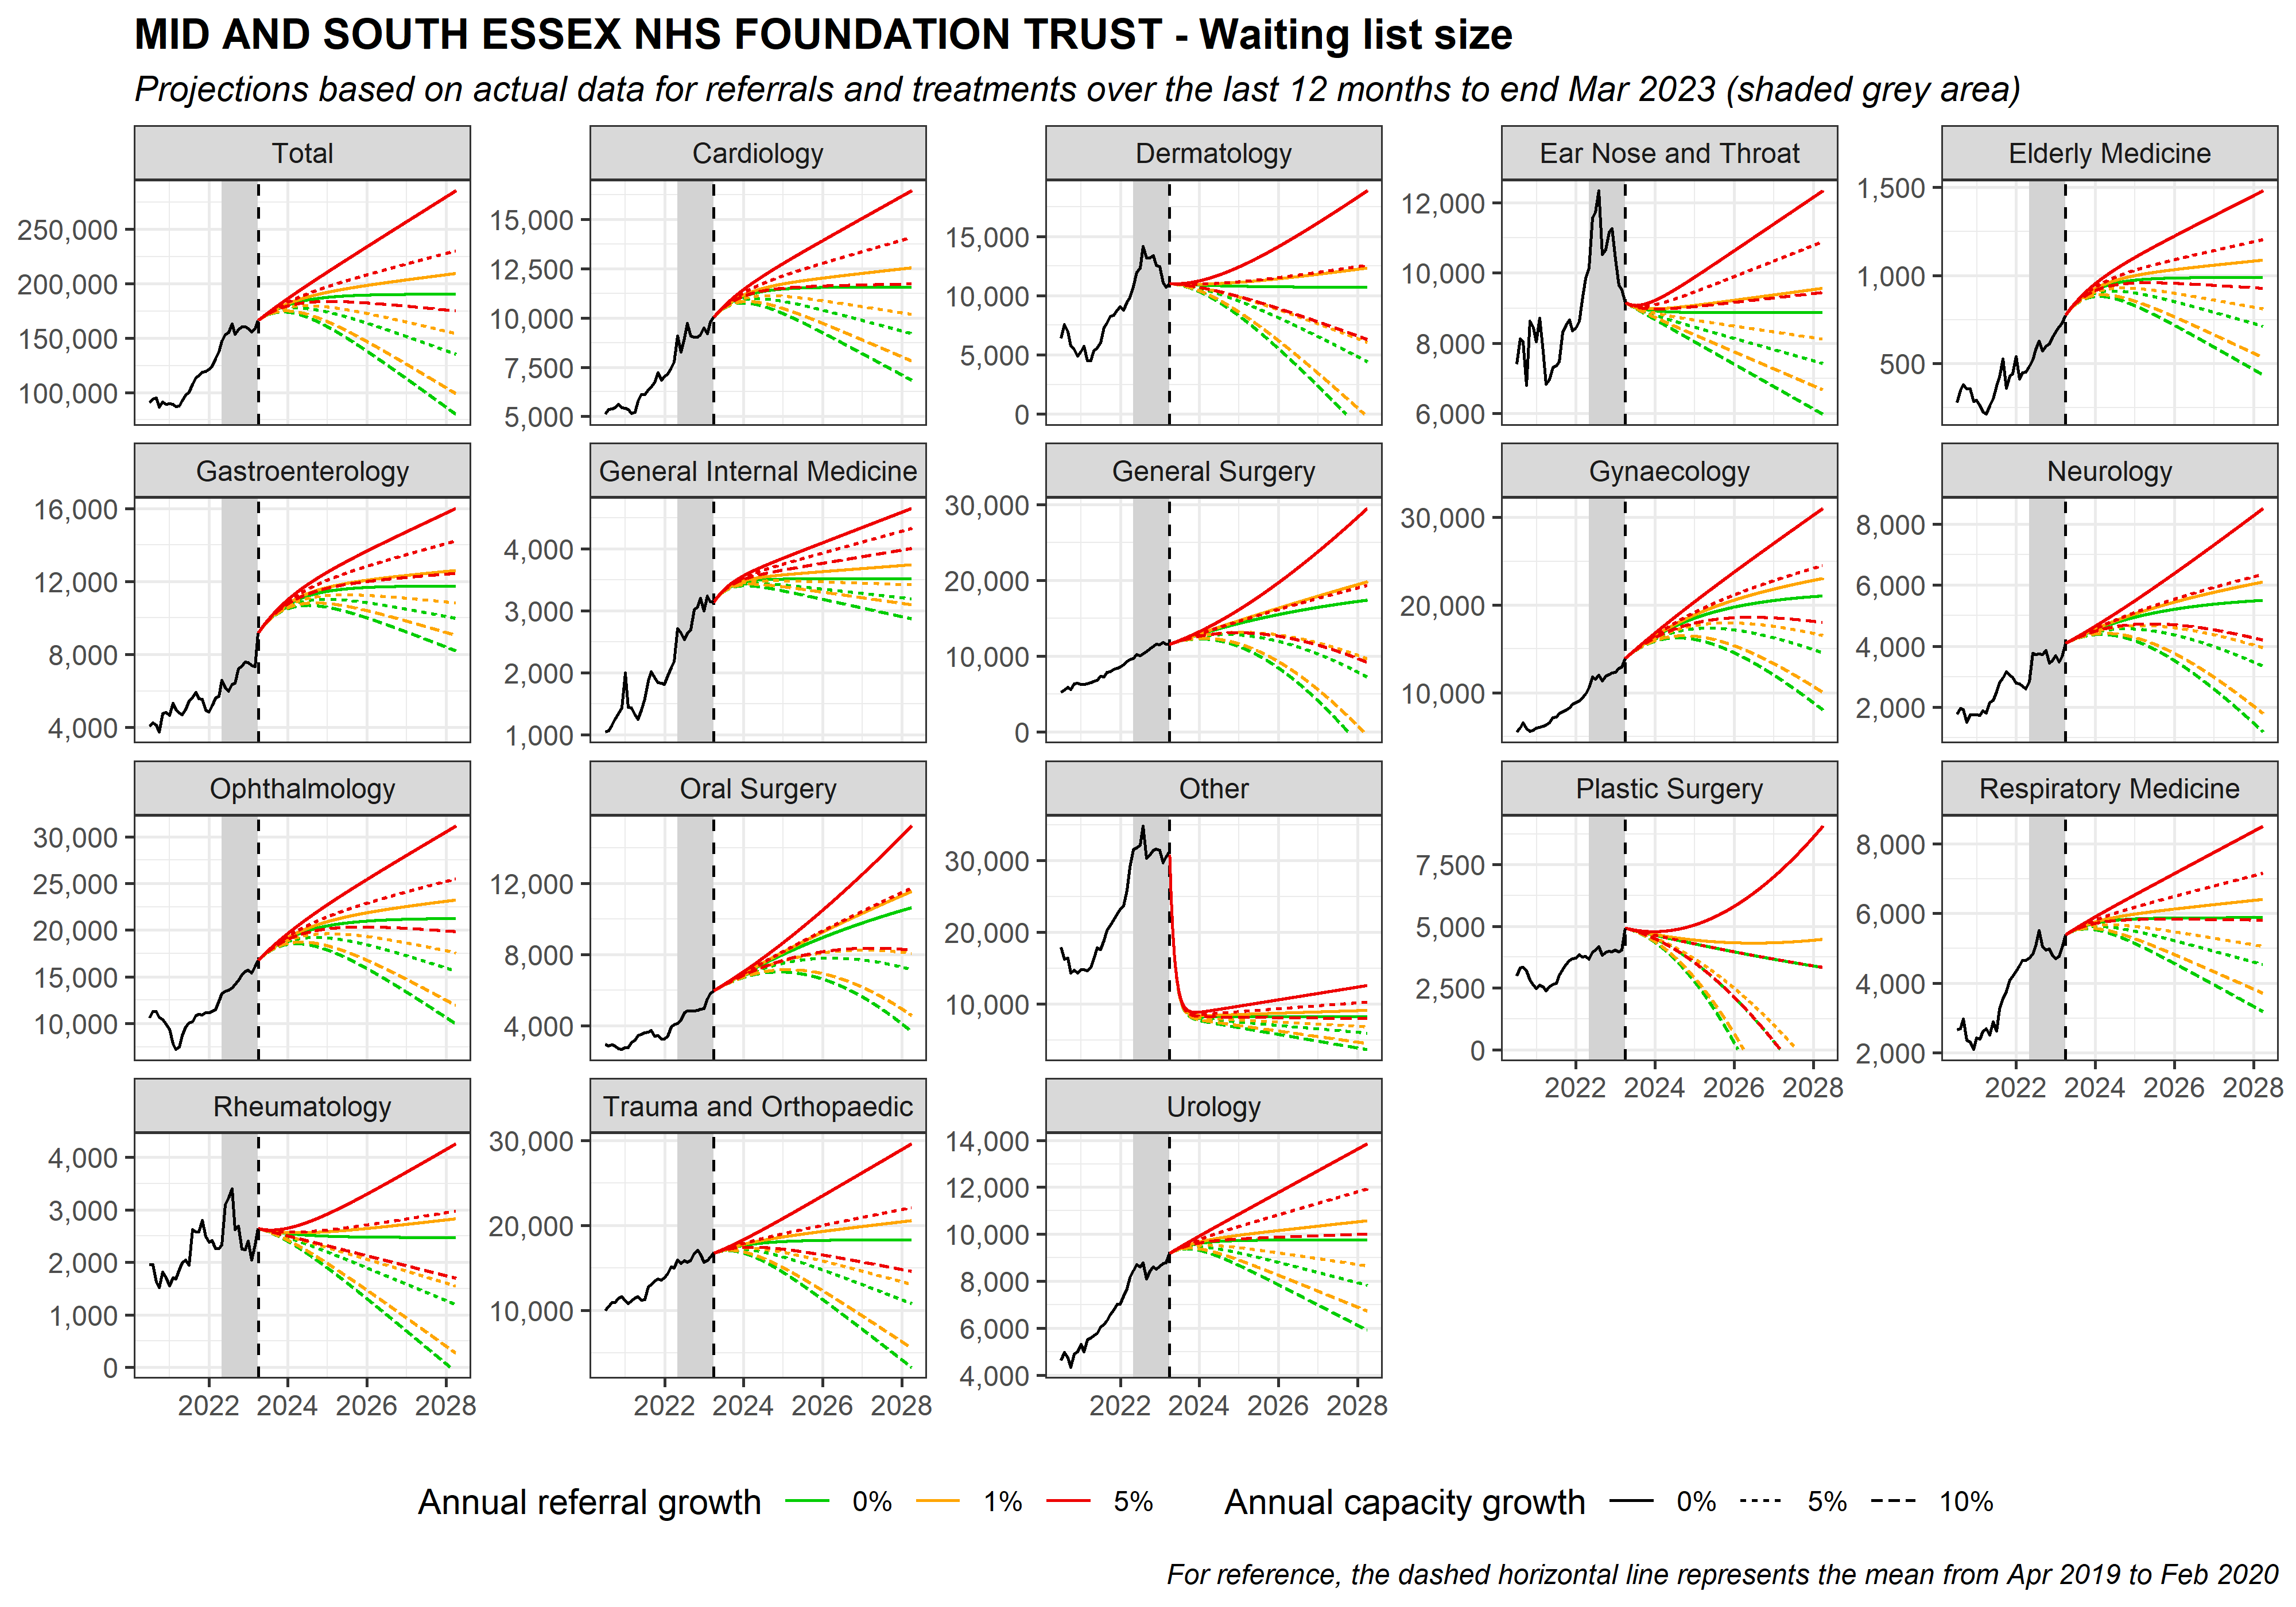 MID AND SOUTH ESSEX NHS FOUNDATION TRUST - Waiting list size
Projections based on actual data for referrals and treatments over the last 12 months to end Mar 2023 (shaded grey area)
Total
250,000
200,000
150,000
100,000
Cardiology
15,000
12,500
10,000
7,500
5,000
Dermatology
15,000
10,000
5,000
0
Ear Nose and Throat
12,000
10,000
8,000
6,000
Elderly Medicine
1,500
1,000
500
Gastroenterology
16,000
12,000
8,000
4,000
General Internal Medicine
4,000
3,000
2,000
1,000
General Surgery
30,000
20,000
10,000
0
Gynaecology
30,000
20,000
10,000
Neurology
8,000
6,000
4,000
2,000
Ophthalmology
30,000
25,000
20,000
15,000
10,000
Oral Surgery
12,000
8,000
4,000
Other
30,000
20,000
10,000
Plastic Surgery
7,500
5,000
2,500
0
2022 2024 2026 2028
Respiratory Medicine
8,000
6,000
4,000
2,000
2022 2024 2026 2028
Rheumatology
4,000
3,000
2,000
1,000
0
2022 2024 2026 2028
Trauma and Orthopaedic
30,000
20,000
10,000
2022 2024 2026 2028
Urology
14,000
12,000
10,000
8,000
6,000
4,000
2022 2024 2026 2028
Annual referral growth 0% 1% 5% Annual capacity growth 0% 5% 10%
For reference, the dashed horizontal line represents the mean from Apr 2019 to Feb 2020